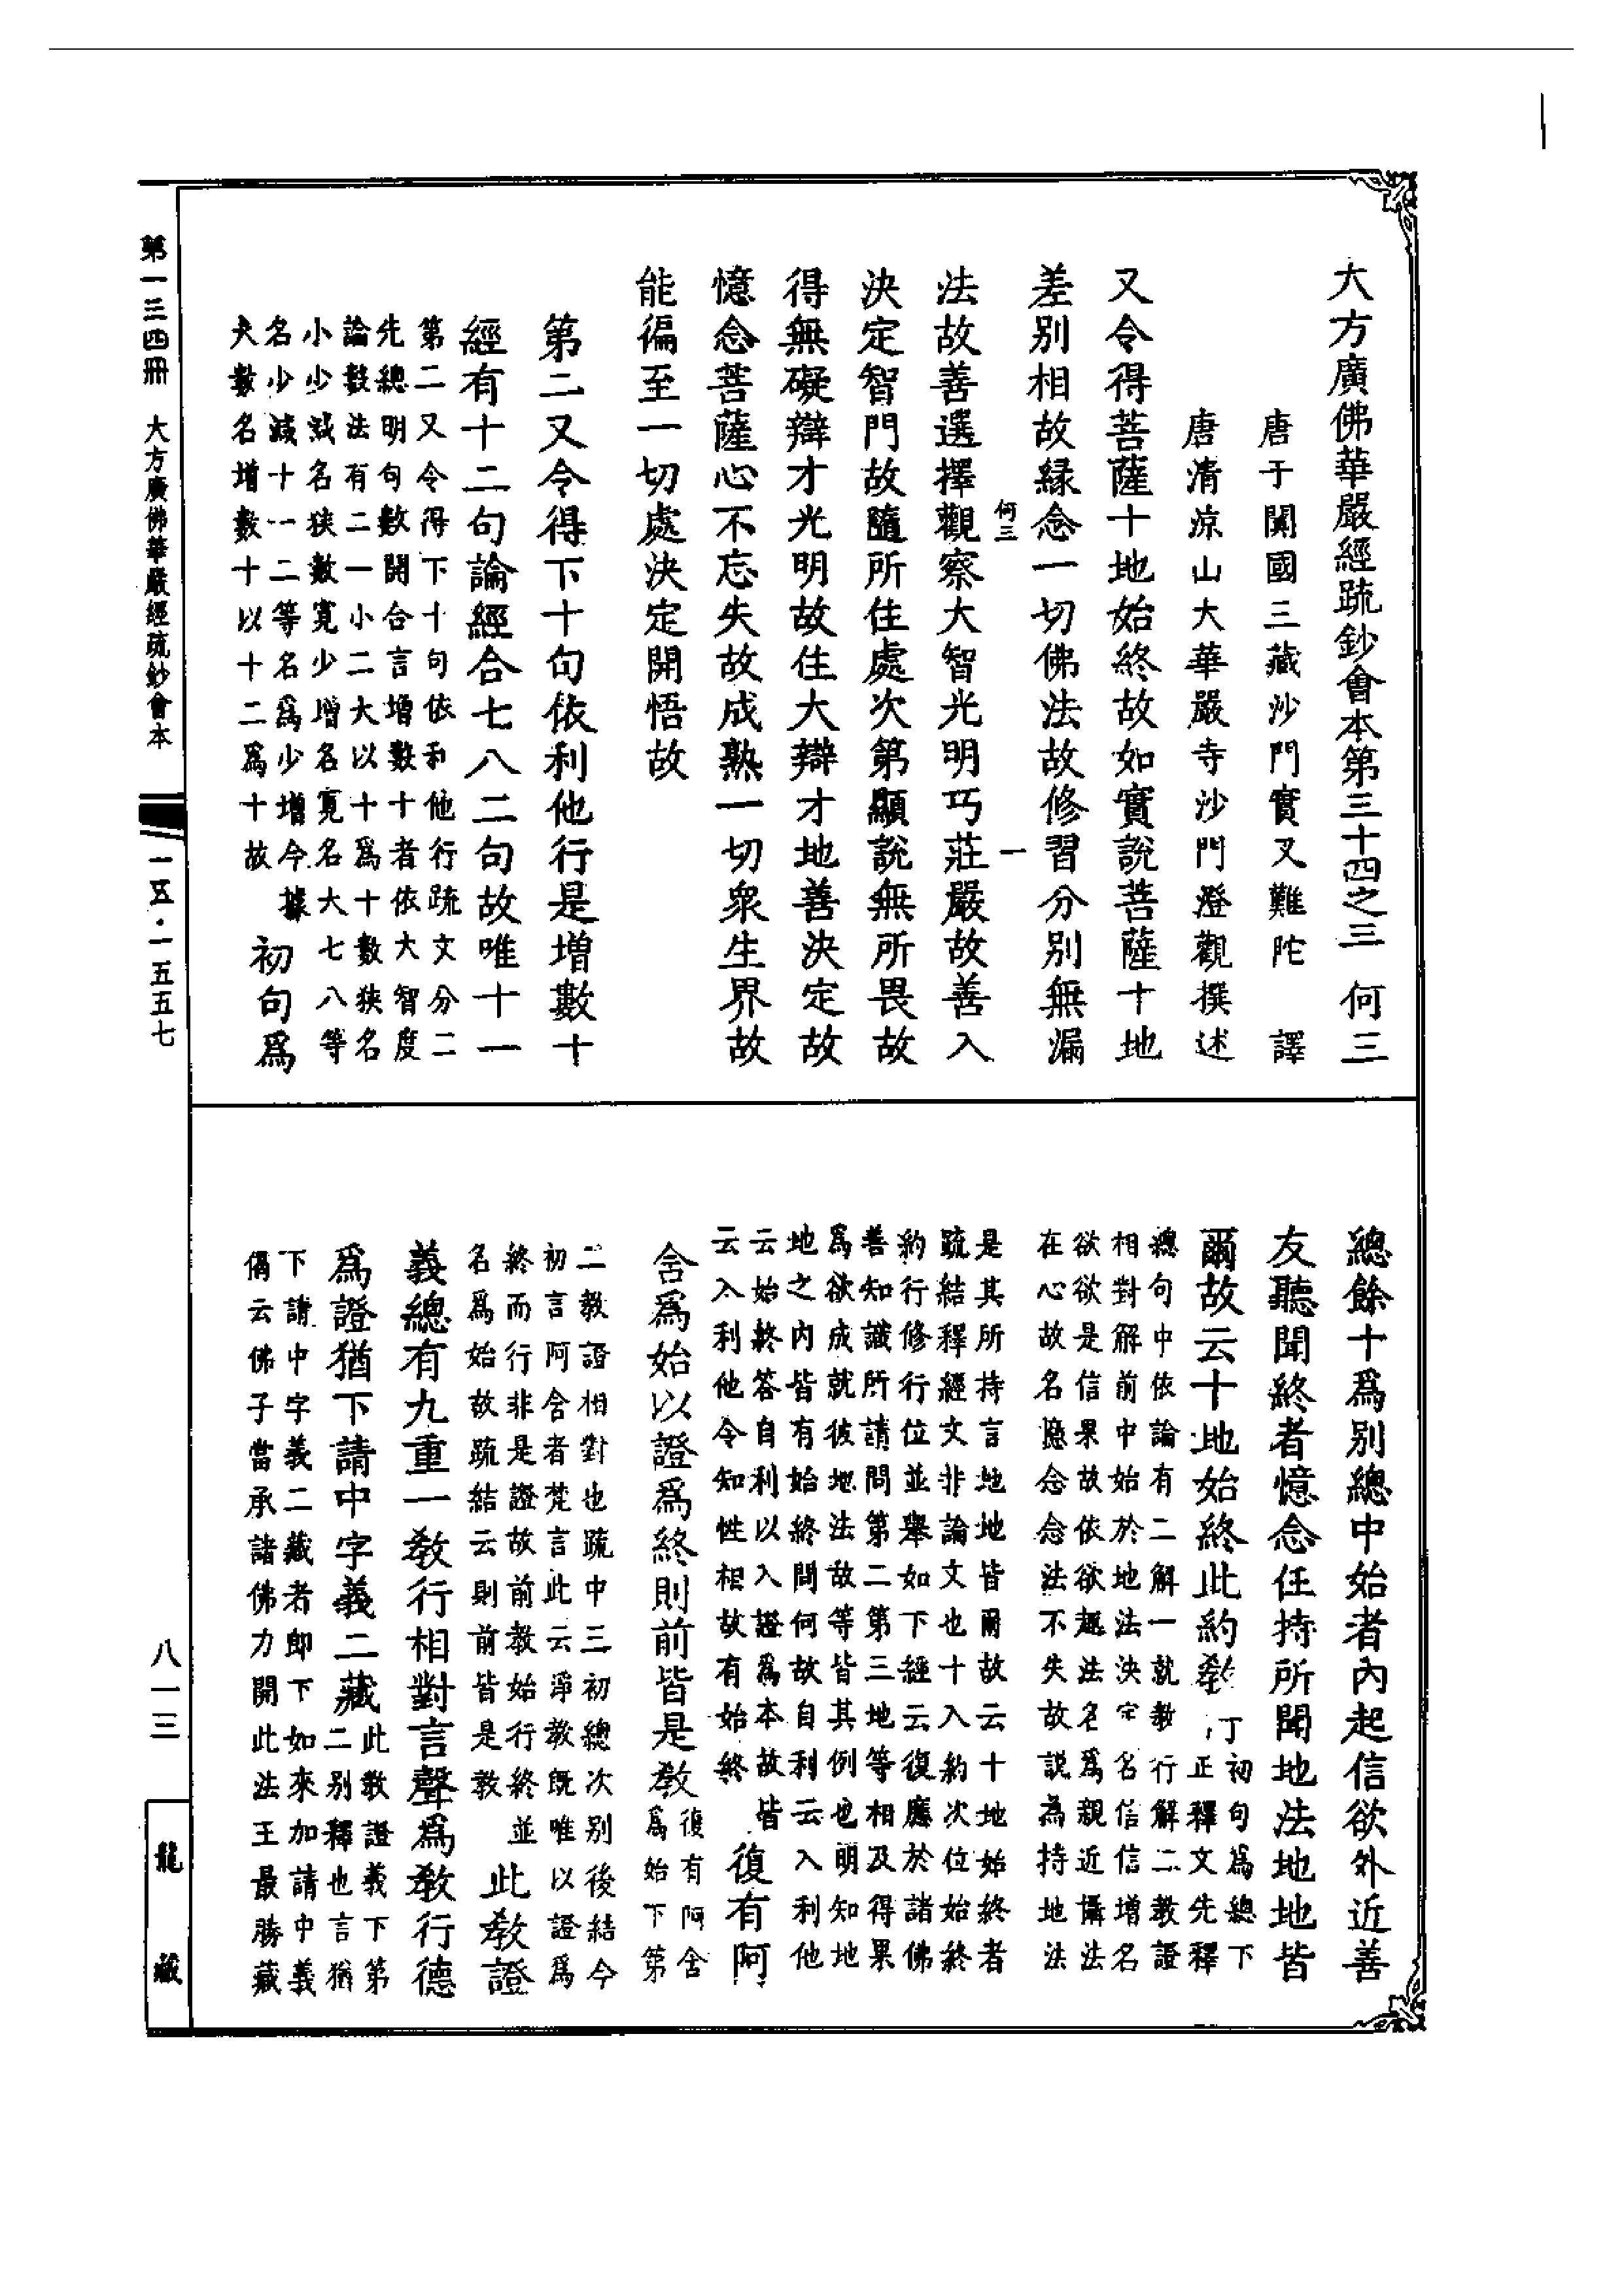 大方廣佛華嚴經疏鈔會本第三十四之三　何三
唐于闐國三藏沙門實叉難陀　譯
唐清涼山大華嚴寺沙門澄觀撰述
又令得菩薩十地始終故如實說菩薩十地
差別相故緣念一切佛法故修習分別無漏
何三　一
法故善選擇觀察大智光明巧莊嚴故善入
決定智門故隨所住處次第顯說無所畏故
得無礙辯才光明故住大辯才地善決定故
憶念菩薩心不忘失故成熟一切衆生界故
能徧至一切處決定開悟故
第二又令得下十句依利他行是增數十
經有十二句論經合七八二句故唯十一
第二又令得下十句依利他行疏文分二
先總明句數開合言增數十者依大智度
論數法有二一小二大以十爲十數狹名
小少減名狹數寬少增名寬名大七八等
名少減十一二等名爲少增今據
夫數名增數十以十二爲十故
初句爲
總餘十爲別總中始者內起信欲外近善
友聽聞終者憶念任持所聞地法地地皆
爾故云十地始終此約敎
初句爲總下
正釋文先釋
總句中依論有二解一就教行解二教證
相對解前中始於地法決定名信信增名
欲欲是信果故依欲趣法名爲親近攝法
在心故名憶念念法不失故說為持地法
是其所持言地地皆爾故云十地始終者
疏結釋經文非論文也十入約次位始終
約行修行位並舉如下經云復應於諸佛
善知識所請問第二第三地等相及得果
爲欲成就彼地法故等皆其例也明知地
地之內皆有始終問何故自利云入利他
云始終答自利以入證爲本故皆
云入利他令知性相故有始終
復有阿
含爲始以證爲終則前皆是教
復有阿含
爲始下第
二教證相對也疏中三初總次別後結今
初言阿含者梵言此云淨教既唯以證爲
終而行非是證故前教始行終並
名爲始故疏結云則前皆是教
此敎證
義總有九重一敎行相對言聲爲敎行德
爲證猶下請中字義二藏
此教證義下第
二別釋也言猶
下請中字義二藏者即下如來加請中義
偈云佛子當承諸佛力開此法王最勝藏
第一三四冊　大方廣佛華嚴經疏鈔會本　一五·一五五七
八一三
龍藏